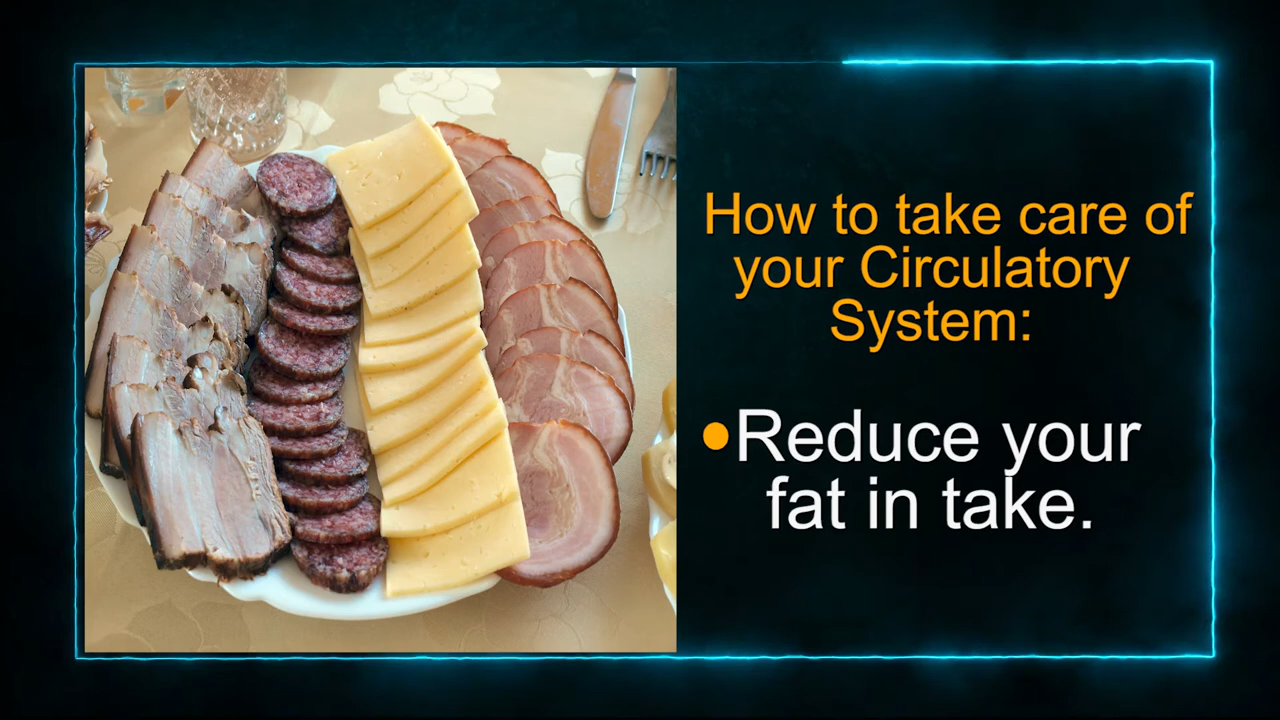 How to take care of
your Circulatory
System:
•Reduce your
fat in take.